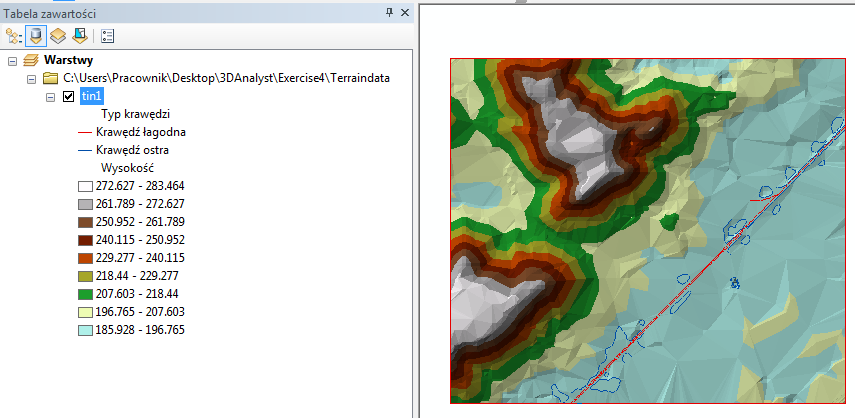 Tabela zawartości
Warstwy
C:\Users\Pracownik\Desktop\3DAnalyst\Exercise4\Terraindata
tin1
Typ krawędzi
Krawędź łagodna
Krawędź ostra
Wysokość
272.627 - 283.464
261.789 - 272.627
250.952 - 261.789
240.115 - 250.952
229.277 - 240.115
218.44 - 229.277
207.603 - 218.44
196.765 - 207.603
185.928 - 196.765